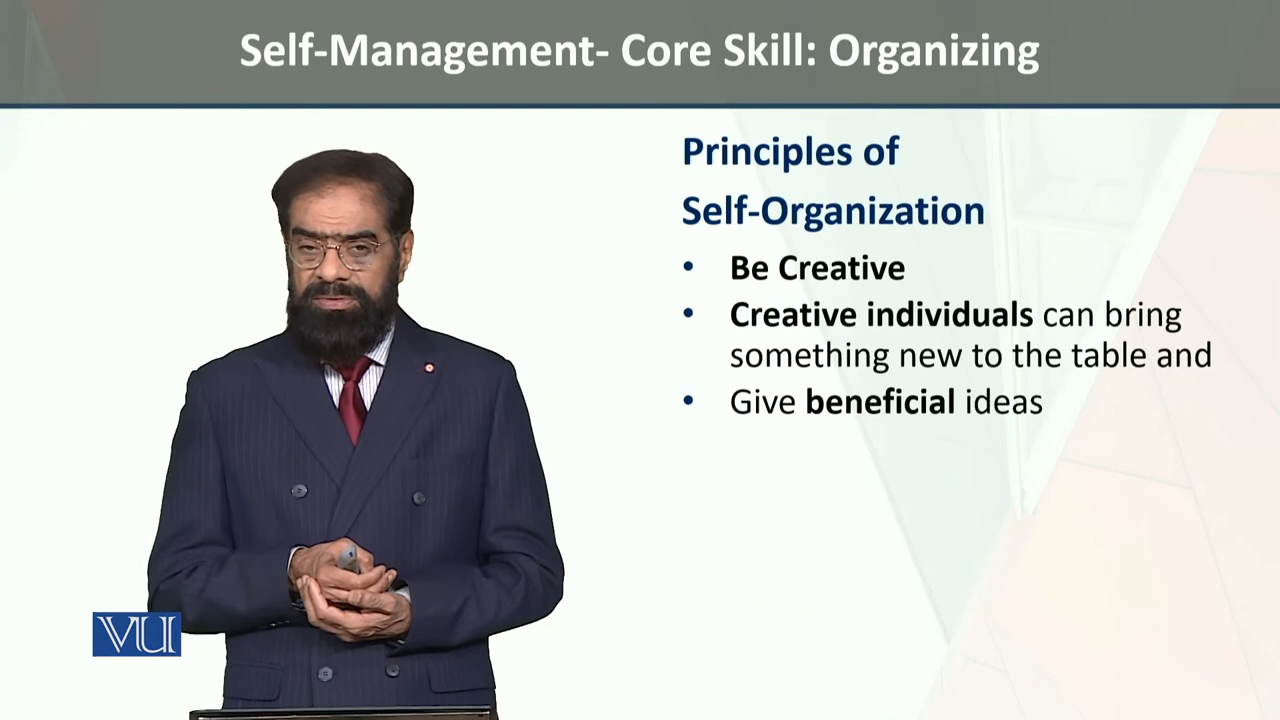 Self-Management- Core Skill: Organizing
Principles of
Self-Organization
• Be Creative
• Creative individuals can bring
something new to the table and
• Give beneficial ideas
VU